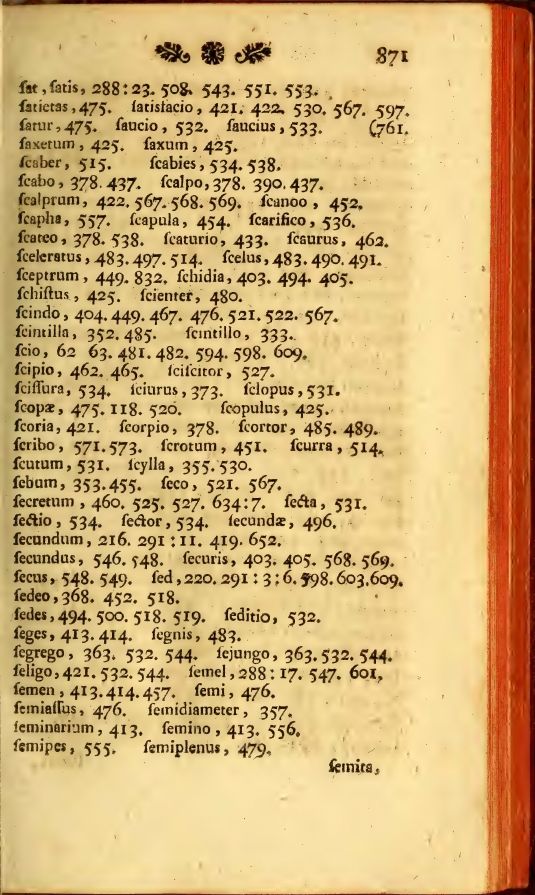 871
ſat, ſatis, 288:23. 508. 543. 551. 553.
ſatietas, 475. ſatisfacio, 421. 422. 530. 567. 597.
ſatur, 475. ſaucio, 532. ſaucius, 533. (761.
ſaxetum, 425. ſaxum, 425.
ſcaber, 515. ſcabies, 534. 538.
ſcabo, 378. 437. ſcalpo, 378. 390. 437.
ſcalprum, 422. 567. 568. 569. ſcanoo, 452.
ſcapha, 557. ſcapula, 454. ſcarifico, 536.
ſcateo, 378. 538. ſcaturio, 433. ſcaurus, 462.
ſceleratus, 483. 497. 514. ſcelus, 483. 490. 491.
ſceptrum, 449. 832. ſchidia, 403. 494. 405.
ſchiſtus, 425. ſcienter, 480.
ſcindo, 404. 449. 467. 476. 521. 522. 567.
ſcintilla, 352. 485. ſcintillo, 333.
ſcio, 62 63. 481. 482. 594. 598. 609.
ſcipio, 462. 465. ſciſcitor, 527.
ſciſſura, 534. ſciurus, 373. ſclopus, 531.
ſcopæ, 475. 118. 520. ſcopulus, 425.
ſcoria, 421. ſcorpio, 378. ſcortor, 485. 489.
ſcribo, 571. 573. ſcrotum, 451. ſcurra, 514.
ſcutum, 531. ſcylla, 355. 530.
ſebum, 353. 455. ſeco, 521. 567.
ſecretum, 460. 525. 527. 634:7. ſecta, 531.
ſectio, 534. ſector, 534. ſecundæ, 496.
ſecundum, 216. 291:11. 419. 652.
ſecundus, 546. 548. ſecuris, 403. 405. 568. 569.
ſecus, 548. 549. ſed, 220. 291:3;6. 598. 603. 609.
ſedeo, 368. 452. 518.
ſedes, 494. 500. 518. 519. ſeditio, 532.
ſeges, 413. 414. ſegnis, 483.
ſegrego, 363. 532. 544. ſejungo, 363. 532. 544.
ſeligo, 421. 532. 544. ſemel, 288:17. 547. 601.
ſemen, 413. 414. 457. ſemi, 476.
ſemiaſſus, 476. ſemidiameter, 357.
ſeminarium, 413. ſemino, 413. 556.
ſemipes, 555. ſemiplenus, 479.
ſemita,